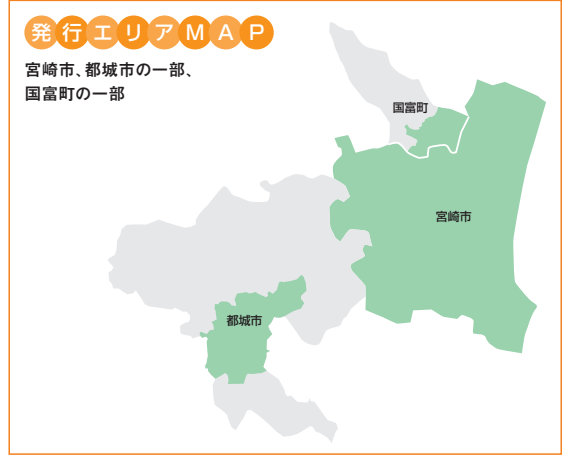 発行エリアMAP
宮崎市、都城市の一部、
国富町の一部
国富町
宮崎市
都城市